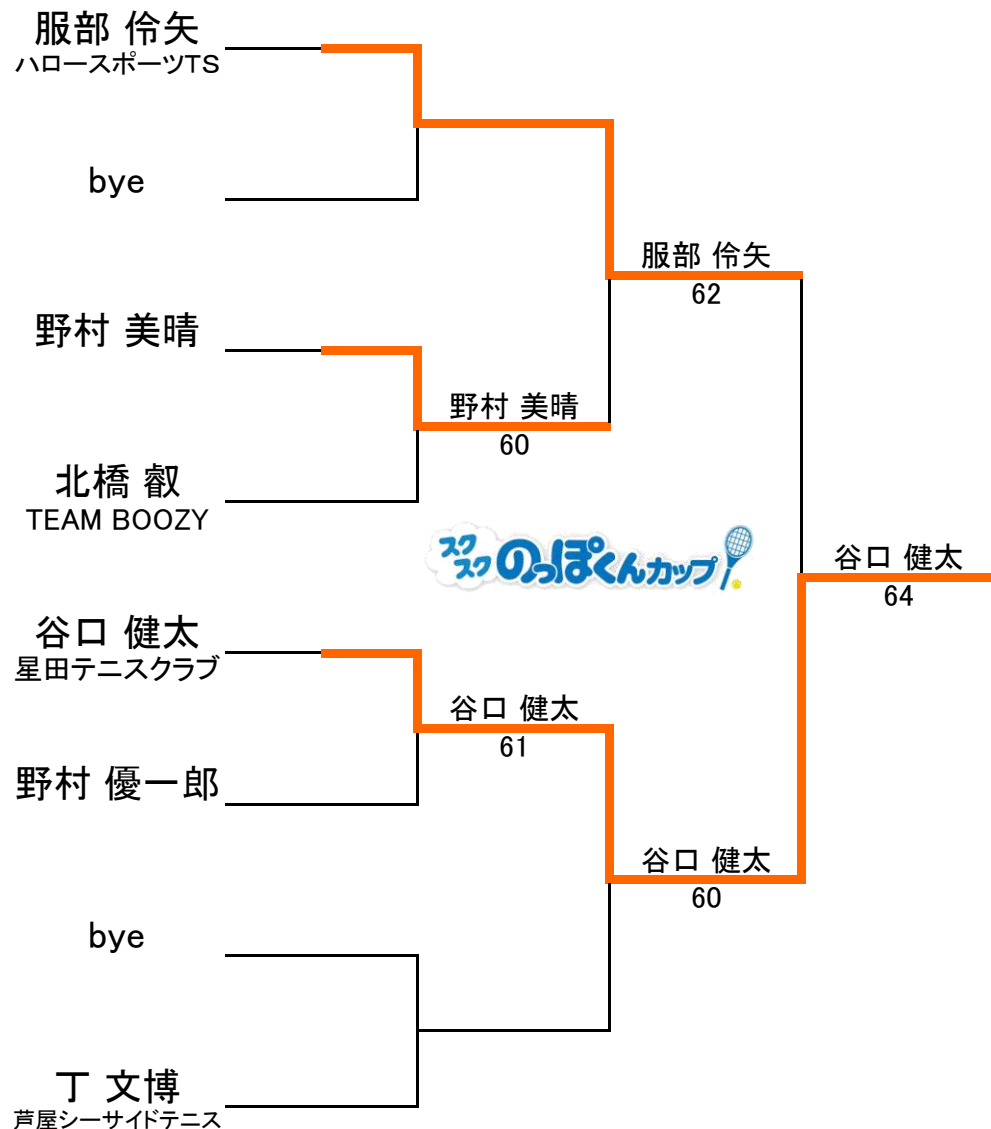 服部 伶矢
ハロースポーツTS
bye
服部 伶矢
62
野村 美晴
野村 美晴
60
北橋 叡
TEAM BOOZY
スクスク のっぽくんカップ!
谷口 健太
64
谷口 健太
星田テニスクラブ
谷口 健太
61
野村 優一郎
谷口 健太
60
bye
丁 文博
芦屋シーサイドテニス